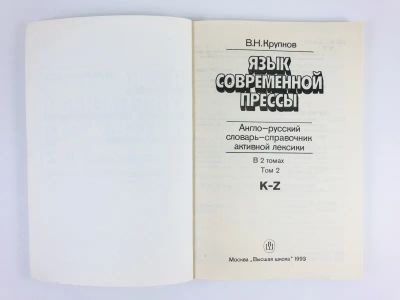 В.Н.Крупнов
ЯЗЫК
СОВРЕМЕННОЙ
ПРЕССЫ
Англо-русский
словарь-справочник
активной лексики
В 2 томах
Том 2
K-Z
Москва „Высшая школа" 1993